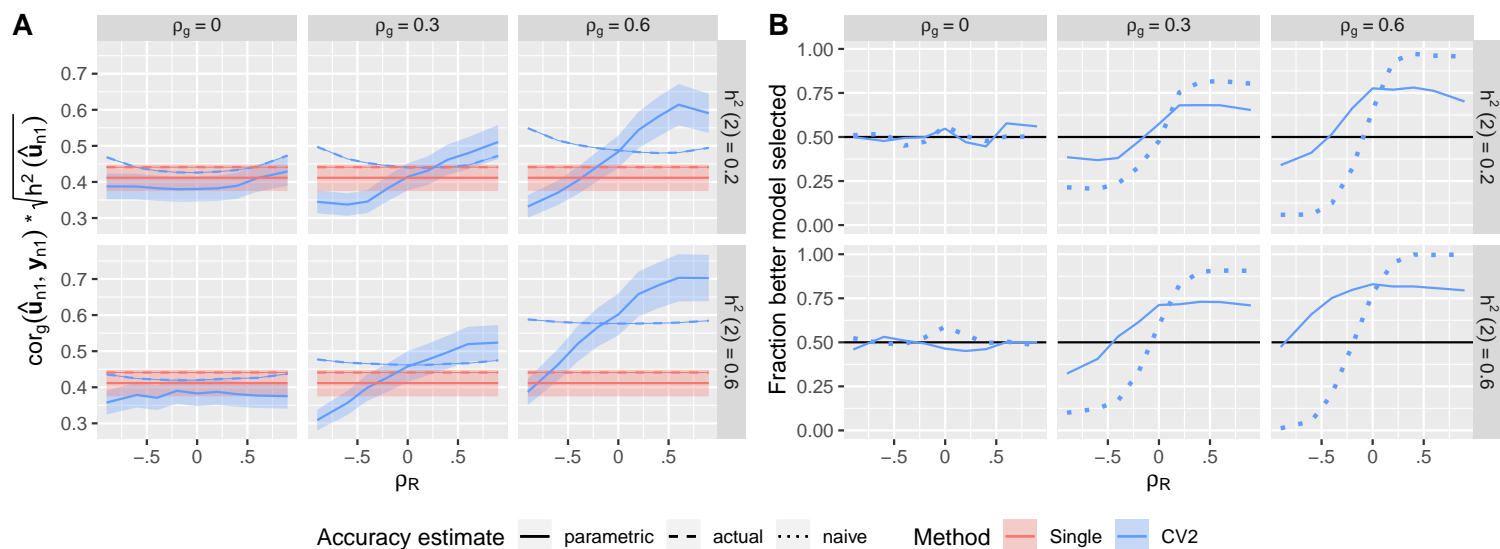 A
B
ρg = 0
ρg = 0.3
ρg = 0.6
ρg = 0
ρg = 0.3
ρg = 0.6
corg(ûn1, yn1) * √h²(ûn1)
0.7
0.6
0.5
0.4
0.3
0.7
0.6
0.5
0.4
0.3
h² (2) = 0.2
h² (2) = 0.6
−.5 0 .5
−.5 0 .5
−.5 0 .5
ρR
Fraction better model selected
1.00
0.75
0.50
0.25
0.00
1.00
0.75
0.50
0.25
0.00
h² (2) = 0.2
h² (2) = 0.6
−.5 0 .5
−.5 0 .5
−.5 0 .5
ρR
Accuracy estimate parametric actual naive Method Single CV2